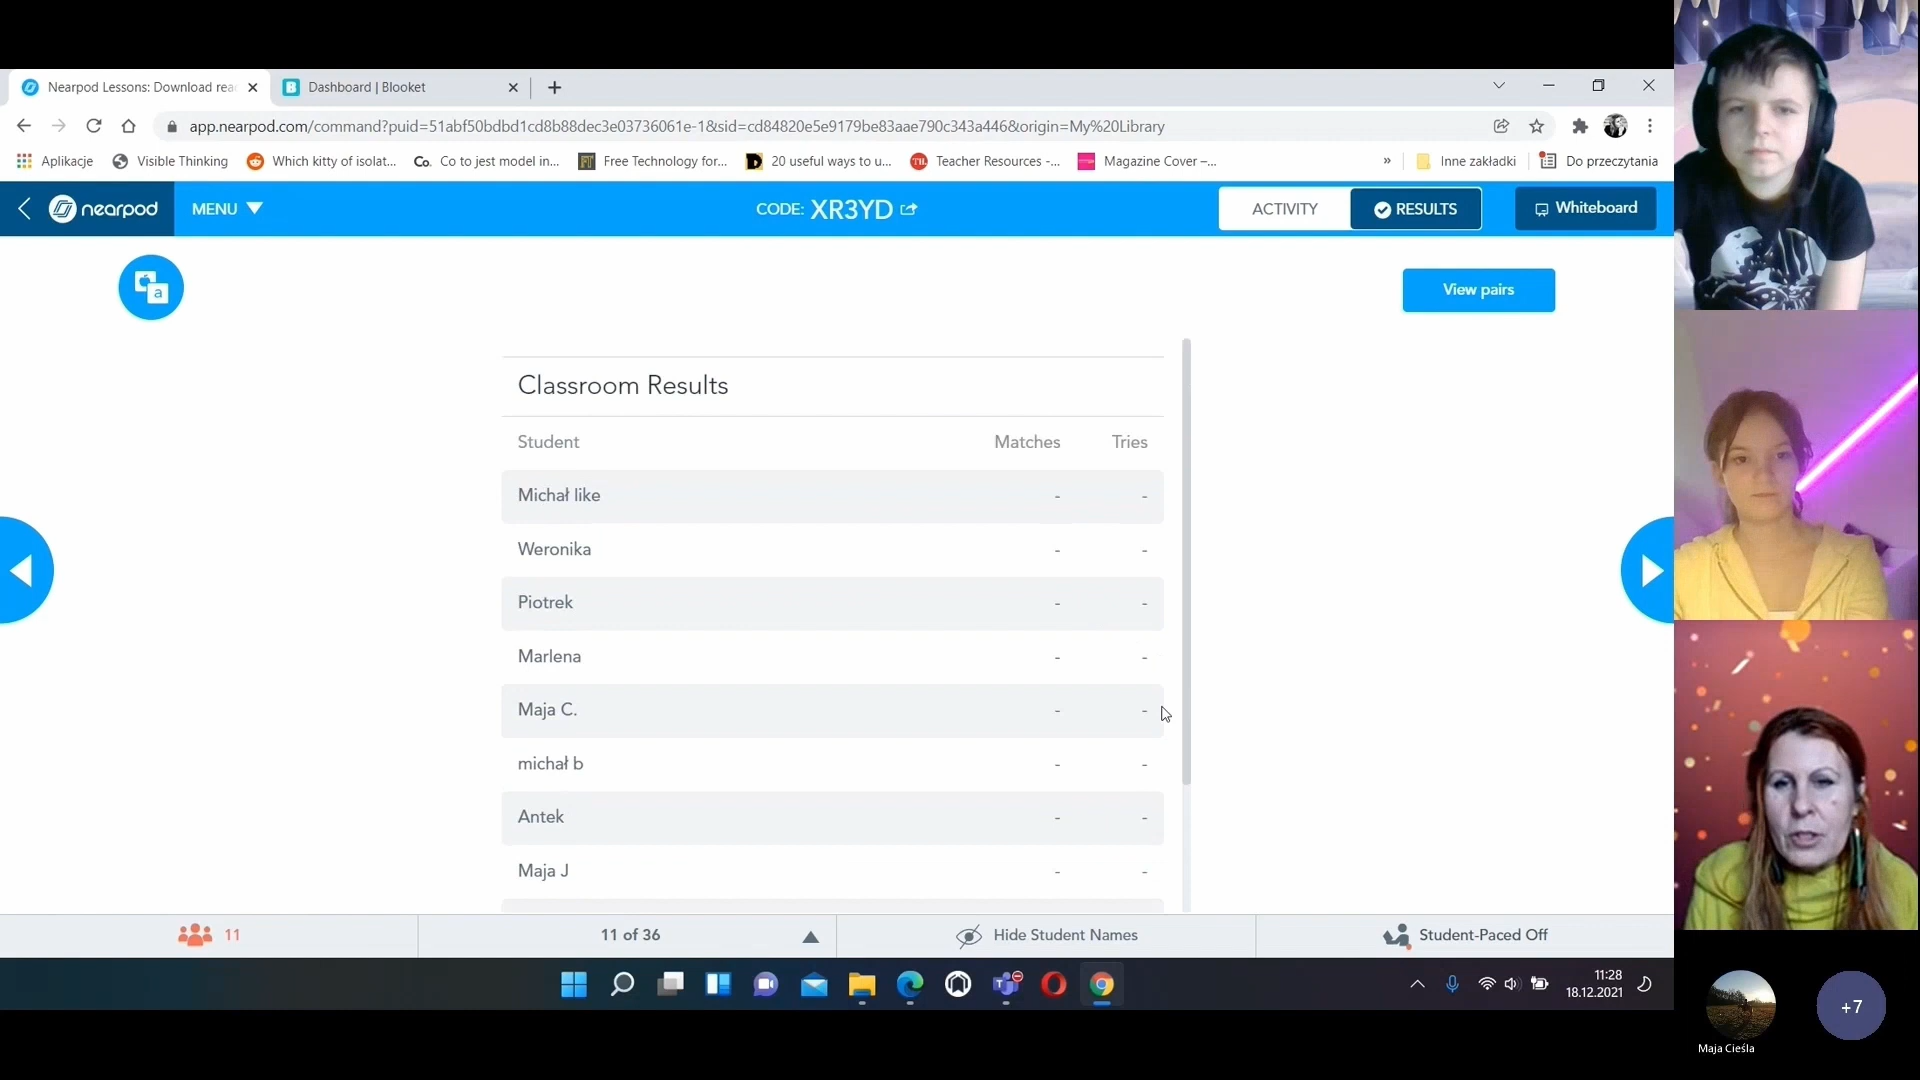 Nearpod Lessons: Download rea
Dashboard | Blooket
app.nearpod.com/command?puid=51abf50bdbd1cd8b88dec3e03736061e-1&sid=cd84820e5e9179be83aae790c343a446&origin=My%20Library
Aplikacje
Visible Thinking
Which kitty of isolat...
Co.
Co to jest model in...
FT
Free Technology for...
20 useful ways to u...
Teacher Resources -...
Magazine Cover –...
»
Inne zakładki
Do przeczytania
nearpod
MENU
CODE: XR3YD
ACTIVITY
RESULTS
Whiteboard
View pairs
Classroom Results
Student Matches Tries
Michał like - -
Weronika - -
Piotrek - -
Marlena - -
Maja C. - -
michał b - -
Antek - -
Maja J - -
11
11 of 36
Hide Student Names
Student-Paced Off
11:28
18.12.2021
+7
Maja Cieśla